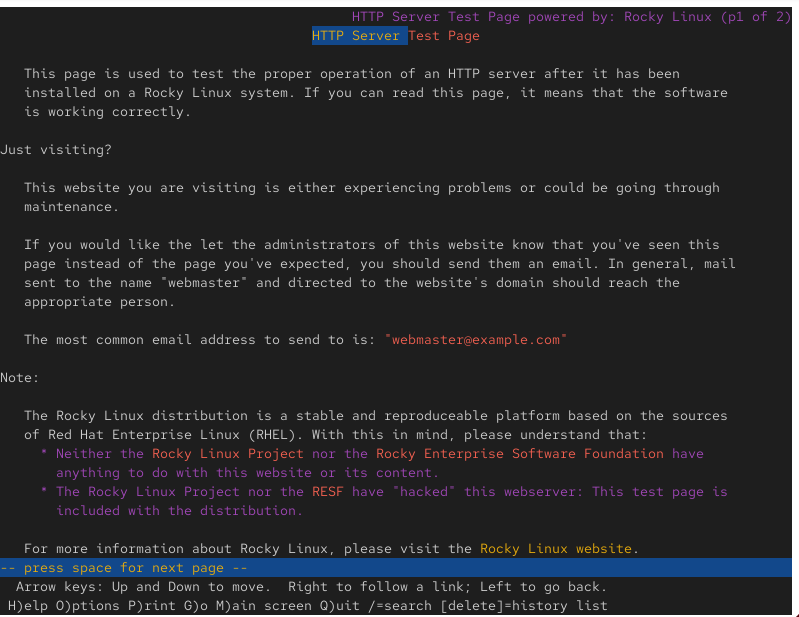 HTTP Server Test Page powered by: Rocky Linux (p1 of 2)
HTTP Server Test Page
This page is used to test the proper operation of an HTTP server after it has been
installed on a Rocky Linux system. If you can read this page, it means that the software
is working correctly.
Just visiting?
This website you are visiting is either experiencing problems or could be going through
maintenance.
If you would like the let the administrators of this website know that you've seen this
page instead of the page you've expected, you should send them an email. In general, mail
sent to the name "webmaster" and directed to the website's domain should reach the
appropriate person.
The most common email address to send to is: "webmaster@example.com"
Note:
The Rocky Linux distribution is a stable and reproduceable platform based on the sources
of Red Hat Enterprise Linux (RHEL). With this in mind, please understand that:
* Neither the Rocky Linux Project nor the Rocky Enterprise Software Foundation have
anything to do with this website or its content.
* The Rocky Linux Project nor the RESF have "hacked" this webserver: This test page is
included with the distribution.
For more information about Rocky Linux, please visit the Rocky Linux website.
-- press space for next page --
Arrow keys: Up and Down to move.  Right to follow a link; Left to go back.
H)elp O)ptions P)rint G)o M)ain screen Q)uit /=search [delete]=history list